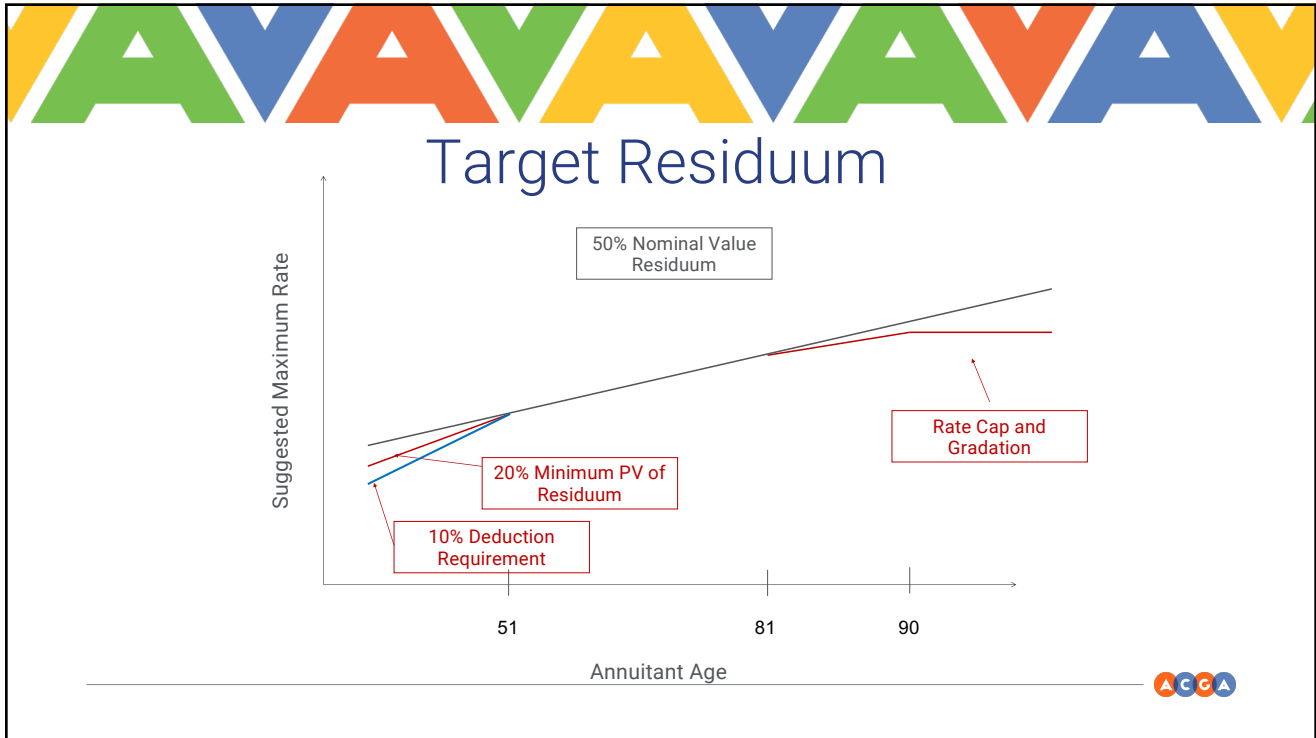 Target Residuum
50% Nominal Value
Residuum
Suggested Maximum Rate
Rate Cap and
Gradation
20% Minimum PV of
Residuum
10% Deduction
Requirement
51
81
90
Annuitant Age
ACGA